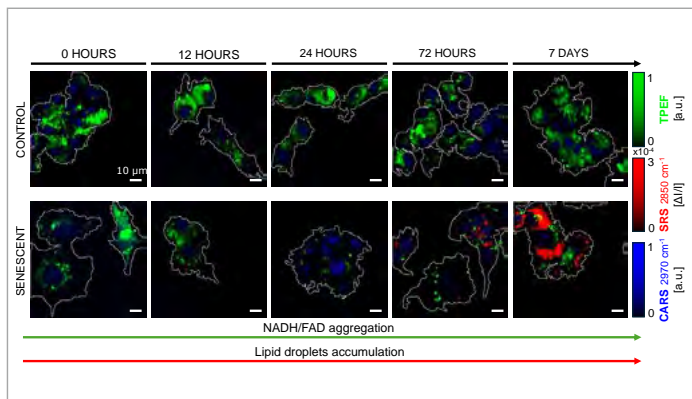 0 HOURS 12 HOURS 24 HOURS 72 HOURS 7 DAYS
CONTROL
10 µm
1
TPEF
[a.u.]
0
x10-4
3
SRS 2850 cm-1
[ΔI/I]
0
SENESCENT
1
CARS 2970 cm-1
[a.u.]
0
NADH/FAD aggregation
Lipid droplets accumulation